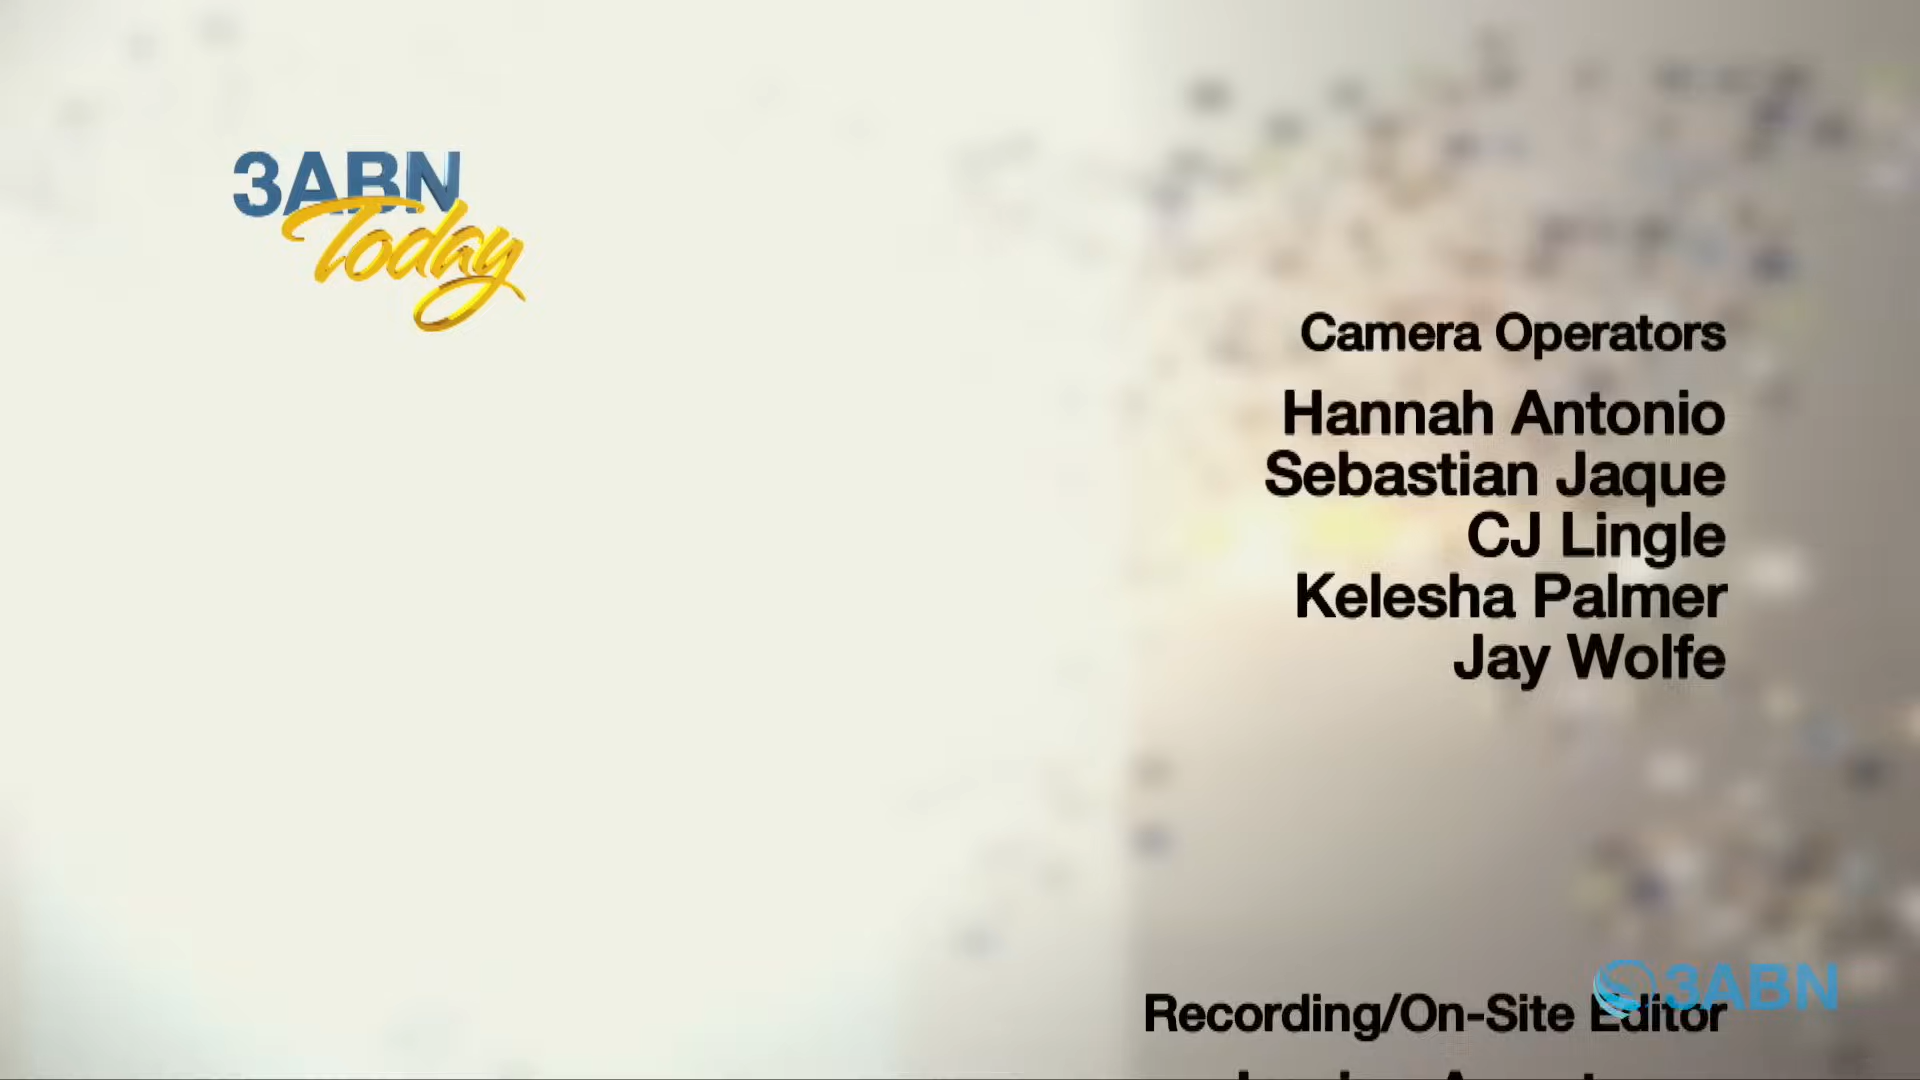 3ABN
Today
Camera Operators
Hannah Antonio
Sebastian Jaque
CJ Lingle
Kelesha Palmer
Jay Wolfe
3ABN
Recording/On-Site Editor